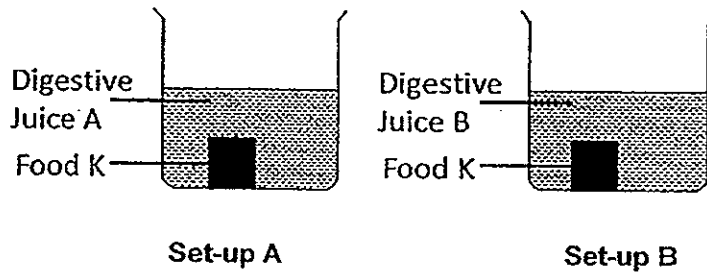 Digestive
Juice A
Food K
Set-up A
Digestive
Juice B
Food K
Set-up B